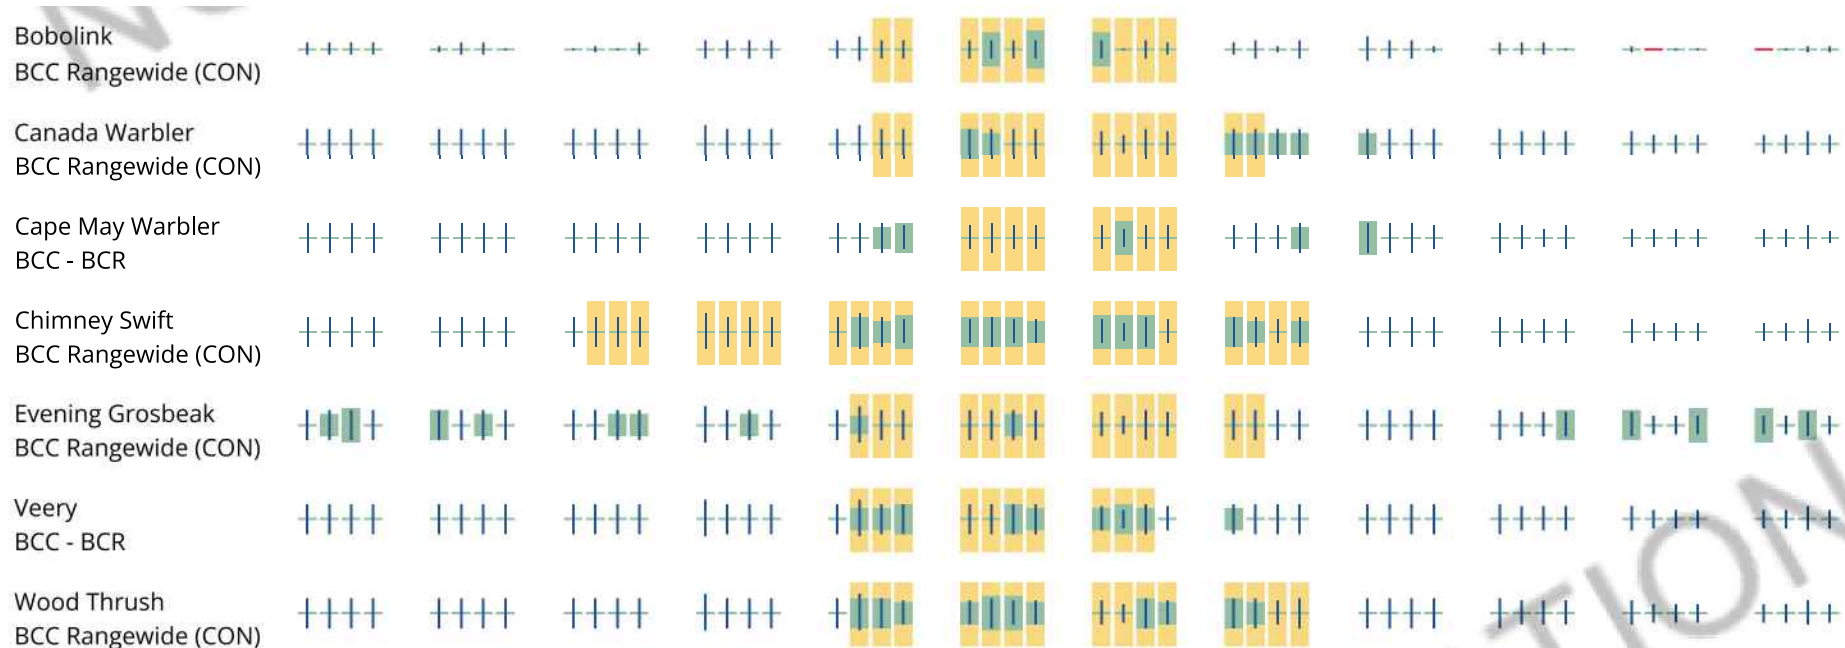 Bobolink
BCC Rangewide (CON)
Canada Warbler
BCC Rangewide (CON)
Cape May Warbler
BCC - BCR
Chimney Swift
BCC Rangewide (CON)
Evening Grosbeak
BCC Rangewide (CON)
Veery
BCC - BCR
Wood Thrush
BCC Rangewide (CON)
TION